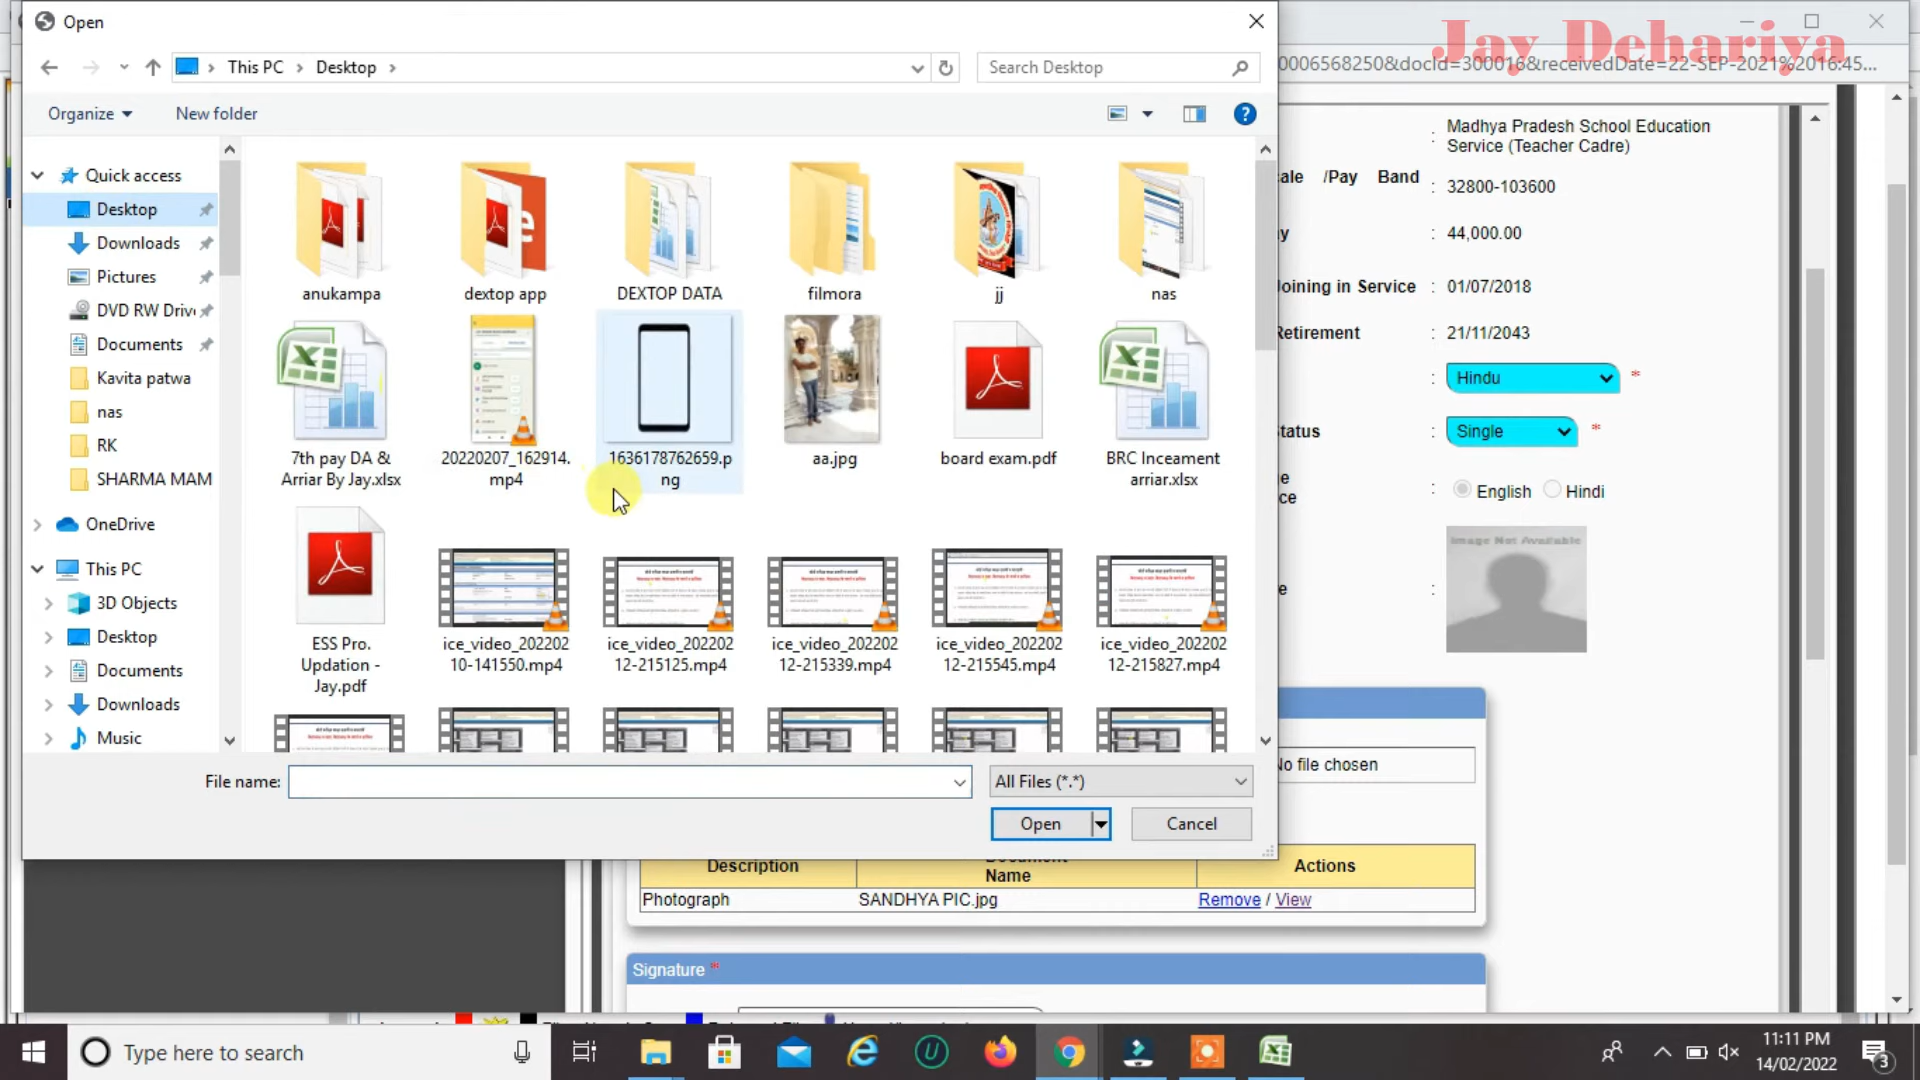 Open
Jay Dehariya
This PC
Desktop
Search Desktop
0006568250&docId=300016&receivedDate=22-SEP-2021%2016:45...
Organize
New folder
Quick access
Desktop
Downloads
Pictures
DVD RW Driv
Documents
Kavita patwa
nas
RK
SHARMA MAM
OneDrive
This PC
3D Objects
Desktop
Documents
Downloads
Music
anukampa
dextop app
DEXTOP DATA
filmora
jj
nas
7th pay DA &
Arriar By Jay.xlsx
20220207_162914.
mp4
1636178762659.p
ng
aa.jpg
board exam.pdf
BRC Inceament
arriar.xlsx
ESS Pro.
Updation -
Jay.pdf
ice_video_202202
10-141550.mp4
ice_video_202202
12-215125.mp4
ice_video_202202
12-215339.mp4
ice_video_202202
12-215545.mp4
ice_video_202202
12-215827.mp4
File name:
All Files (*.*)
Open
Cancel
: Madhya Pradesh School Education
Service (Teacher Cadre)
ale /Pay Band : 32800-103600
y : 44,000.00
Joining in Service : 01/07/2018
Retirement : 21/11/2043
: Hindu *
Status : Single *
: English Hindi
Image Not Available
No file chosen
Description
Document
Name
Actions
Photograph
SANDHYA PIC.jpg
Remove / View
Signature *
Type here to search
11:11 PM
14/02/2022
3